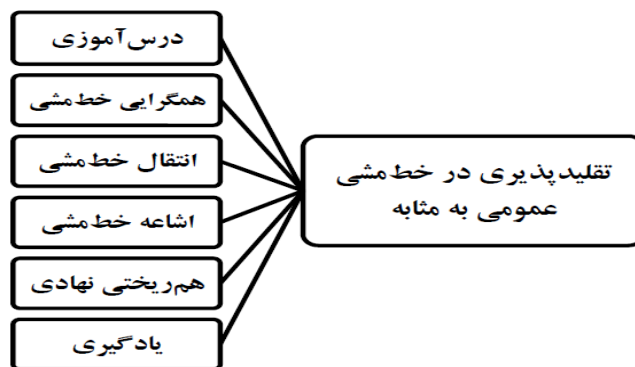 تقلیدپذیری در خط‌مشی
عمومی به مثابه
درس‌آموزی
همگرایی خط‌مشی
انتقال خط‌مشی
اشاعه خط‌مشی
هم‌ریختی نهادی
یادگیری